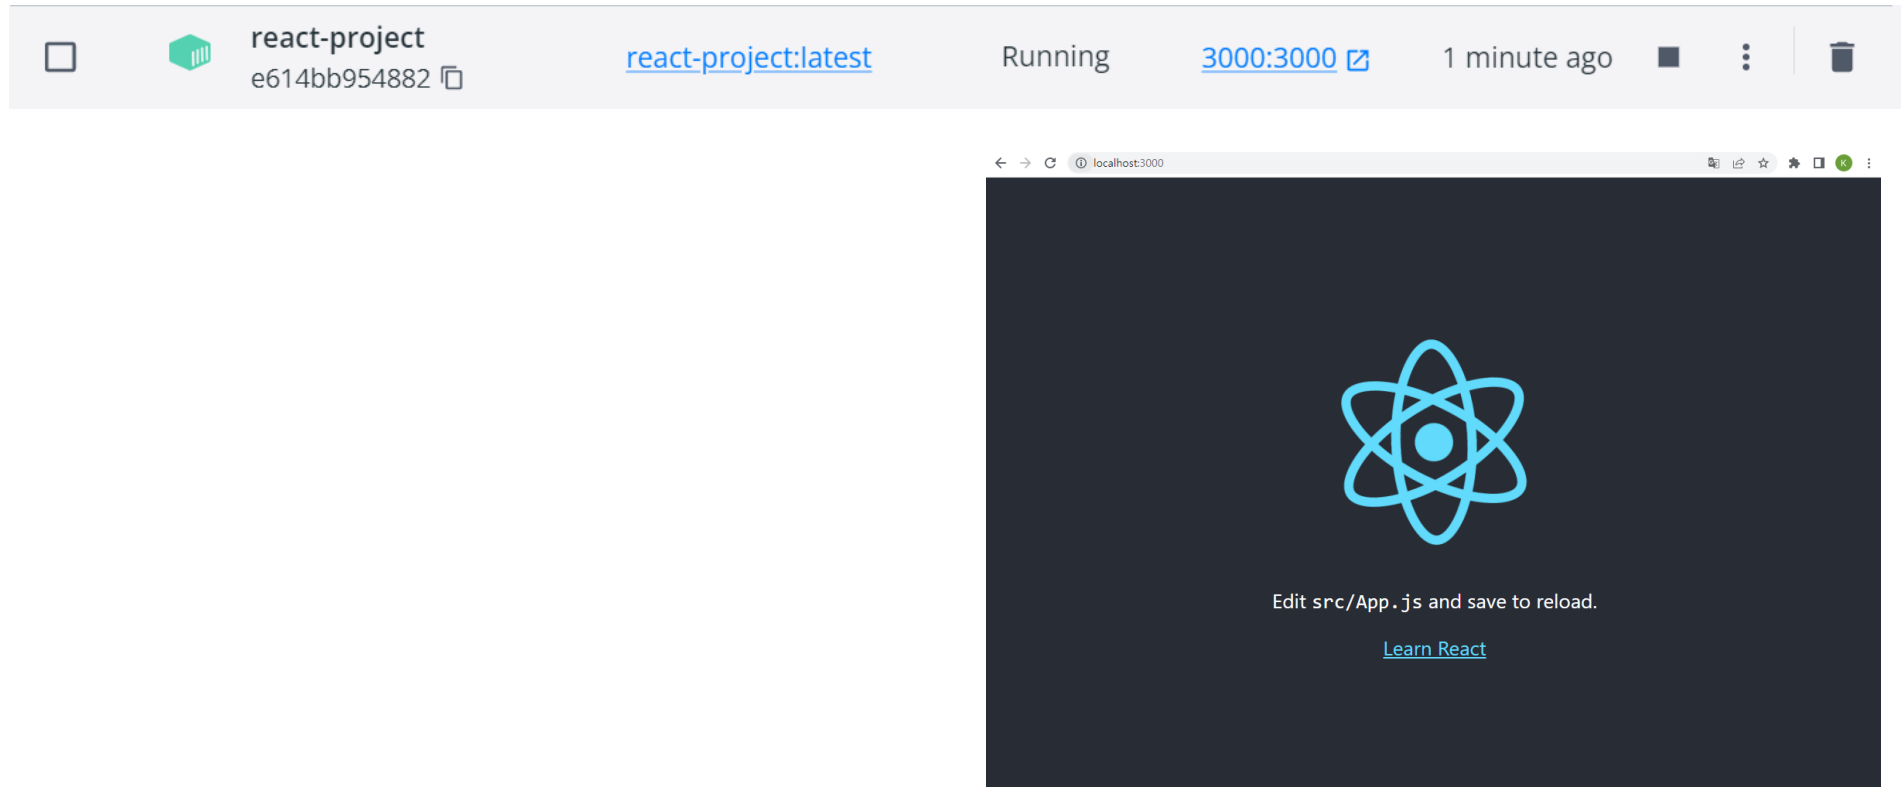 react-project
e614bb954882
react-project:latest
Running
3000:3000
1 minute ago
localhost:3000
K
Edit src/App.js and save to reload.
Learn React